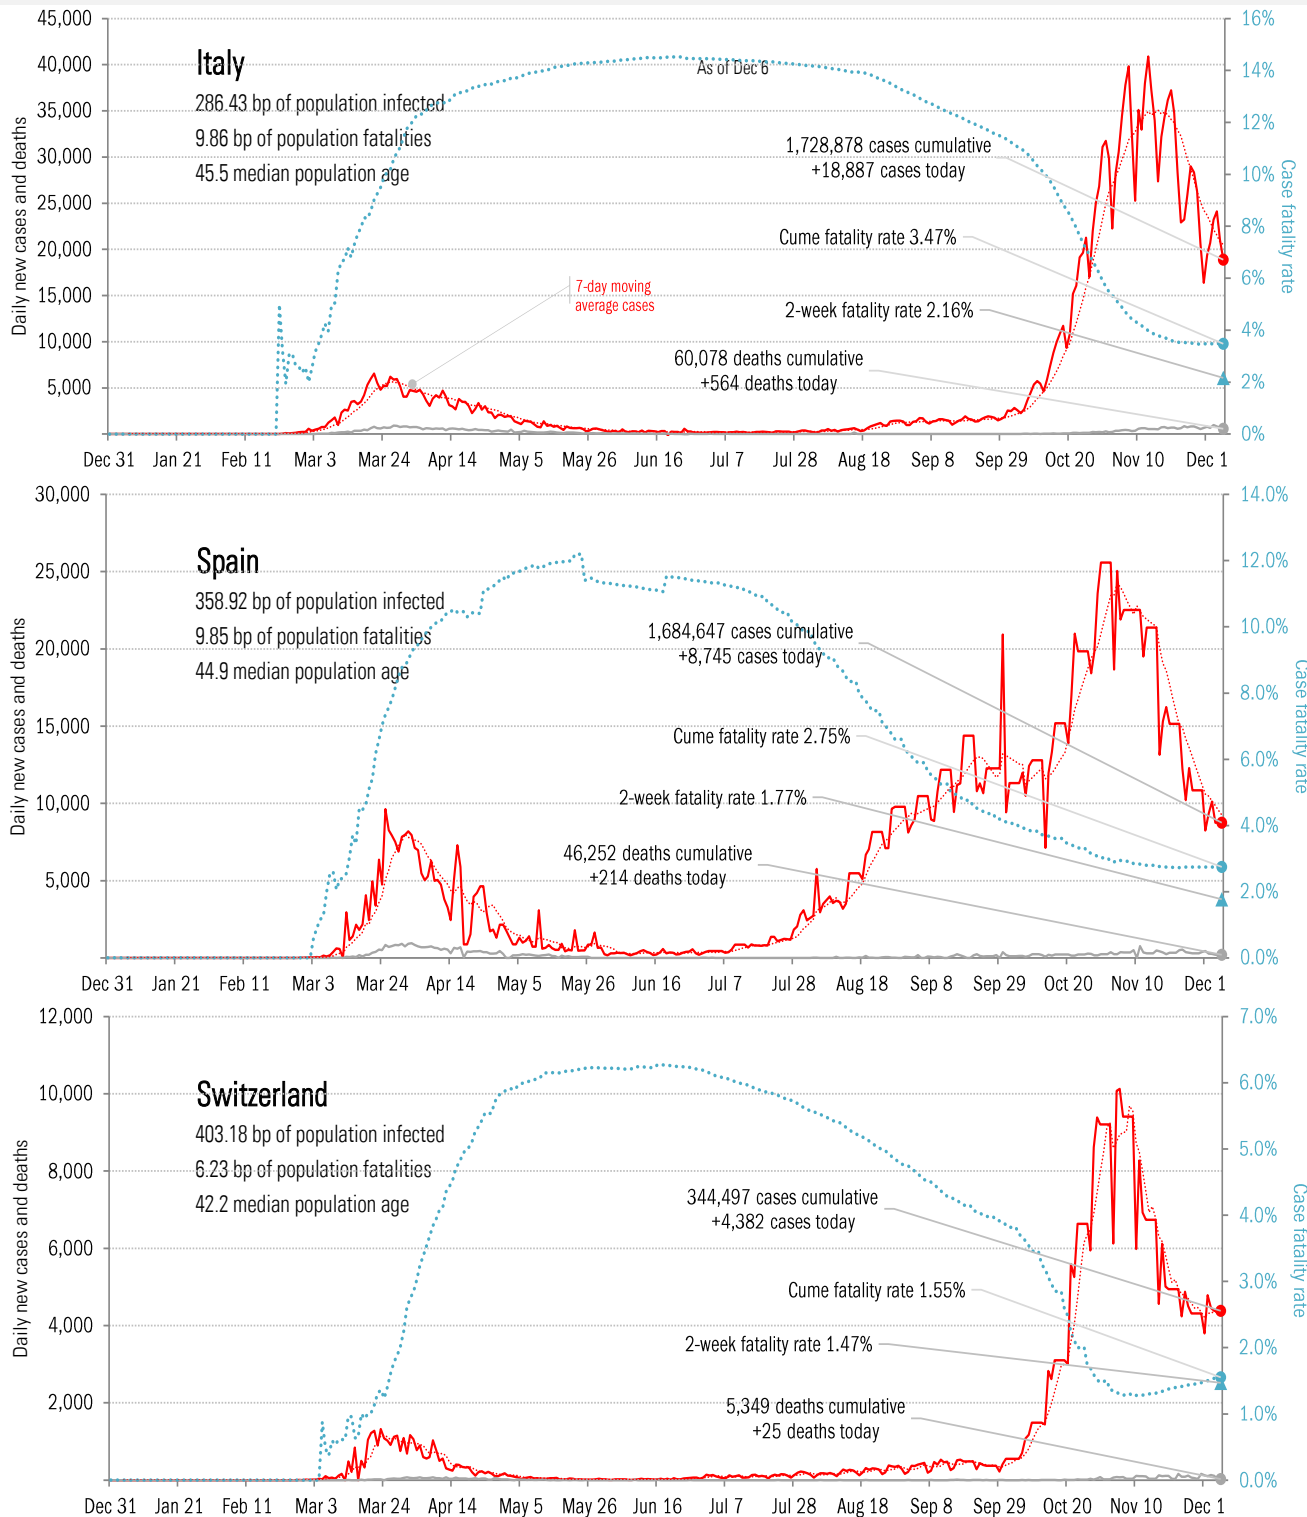 45,000
16%
Italy
As of Dec 6
40,000
14%
286.43 bp of population infected
35,000
9.86 bp of population fatalities
12%
1,728,878 cases cumulative
+18,887 cases today
30,000
45.5 median population age
10%
25,000
8%
Cume fatality rate 3.47%
20,000
6%
7-day moving
average cases
15,000
2-week fatality rate 2.16%
4%
10,000
60,078 deaths cumulative
+564 deaths today
5,000
2%
0%
Daily new cases and deaths
Case fatality rate
Dec 31 Jan 21 Feb 11 Mar 3 Mar 24 Apr 14 May 5 May 26 Jun 16 Jul 7 Jul 28 Aug 18 Sep 8 Sep 29 Oct 20 Nov 10 Dec 1
30,000
14.0%
Spain
25,000
12.0%
358.92 bp of population infected
9.85 bp of population fatalities
10.0%
1,684,647 cases cumulative
+8,745 cases today
20,000
44.9 median population age
8.0%
15,000
Cume fatality rate 2.75%
6.0%
2-week fatality rate 1.77%
10,000
4.0%
46,252 deaths cumulative
+214 deaths today
5,000
2.0%
0.0%
Daily new cases and deaths
Case fatality rate
Dec 31 Jan 21 Feb 11 Mar 3 Mar 24 Apr 14 May 5 May 26 Jun 16 Jul 7 Jul 28 Aug 18 Sep 8 Sep 29 Oct 20 Nov 10 Dec 1
12,000
7.0%
Switzerland
10,000
6.0%
403.18 bp of population infected
6.23 bp of population fatalities
8,000
5.0%
42.2 median population age
344,497 cases cumulative
+4,382 cases today
4.0%
6,000
Cume fatality rate 1.55%
3.0%
4,000
2-week fatality rate 1.47%
2.0%
5,349 deaths cumulative
+25 deaths today
2,000
1.0%
0.0%
Daily new cases and deaths
Case fatality rate
Dec 31 Jan 21 Feb 11 Mar 3 Mar 24 Apr 14 May 5 May 26 Jun 16 Jul 7 Jul 28 Aug 18 Sep 8 Sep 29 Oct 20 Nov 10 Dec 1